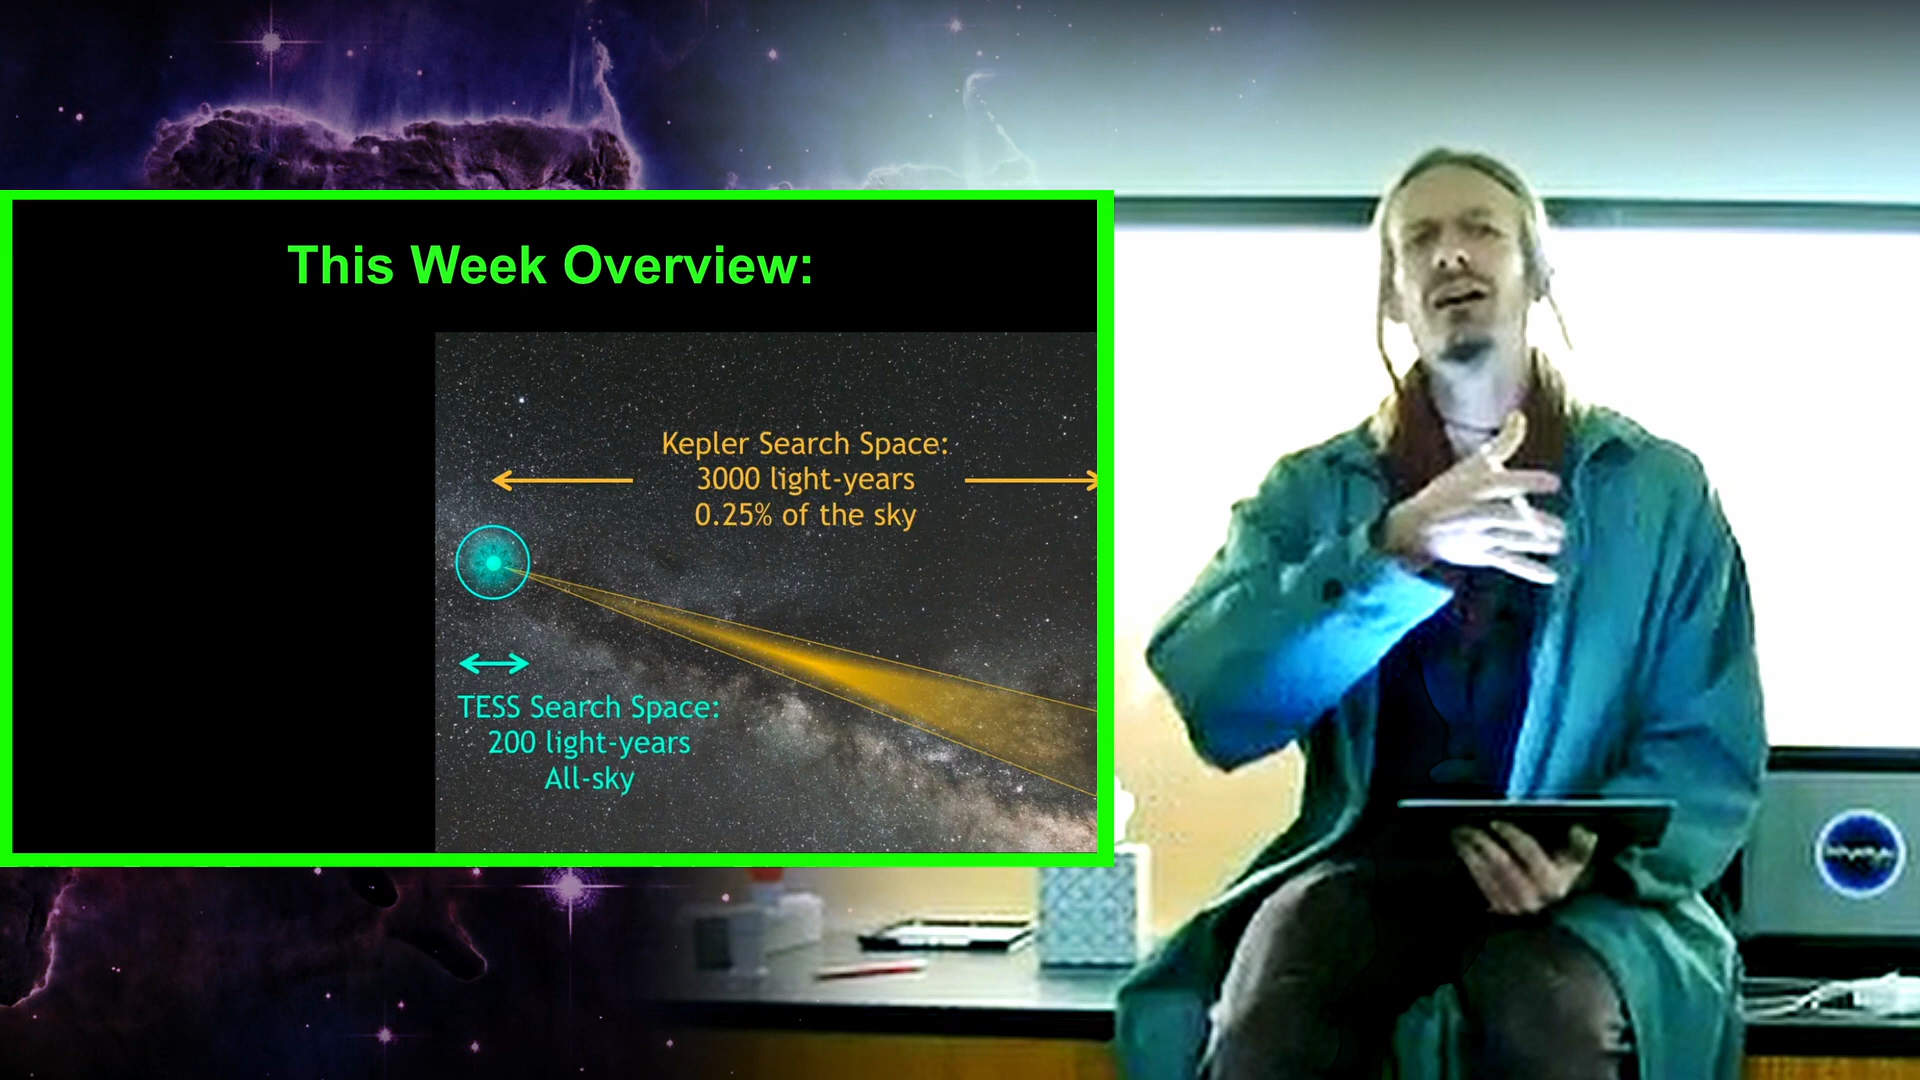 This Week Overview:
Kepler Search Space:
3000 light-years
0.25% of the sky
TESS Search Space:
200 light-years
All-sky